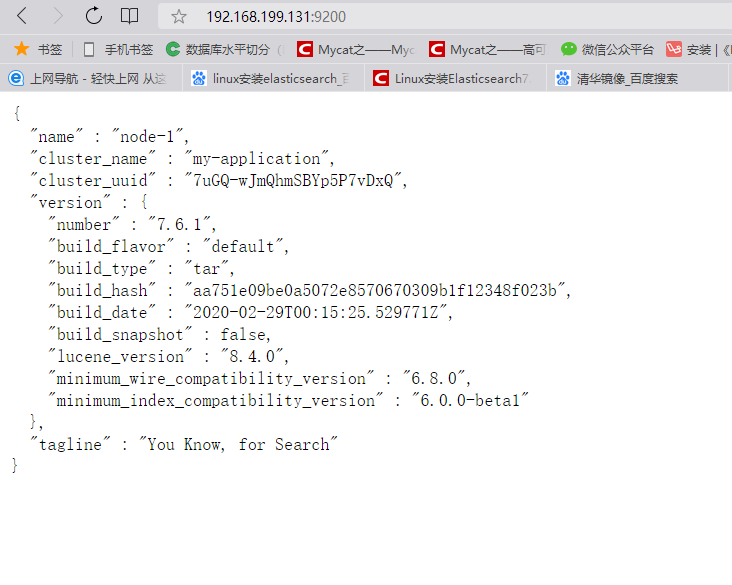 192.168.199.131:9200
书签 手机书签 数据库水平切分 Mycat之——Myc Mycat之——高可 微信公众平台 安装 |《
上网导航 - 轻快上网 从这 linux安装elasticsearch_百 Linux安装Elasticsearch7 清华镜像_百度搜索
{
"name" : "node-1",
"cluster_name" : "my-application",
"cluster_uuid" : "7uGQ-wJmQhmSBYp5P7vDxQ",
"version" : {
"number" : "7.6.1",
"build_flavor" : "default",
"build_type" : "tar",
"build_hash" : "aa751e09be0a5072e8570670309b1f12348f023b",
"build_date" : "2020-02-29T00:15:25.529771Z",
"build_snapshot" : false,
"lucene_version" : "8.4.0",
"minimum_wire_compatibility_version" : "6.8.0",
"minimum_index_compatibility_version" : "6.0.0-beta1"
},
"tagline" : "You Know, for Search"
}